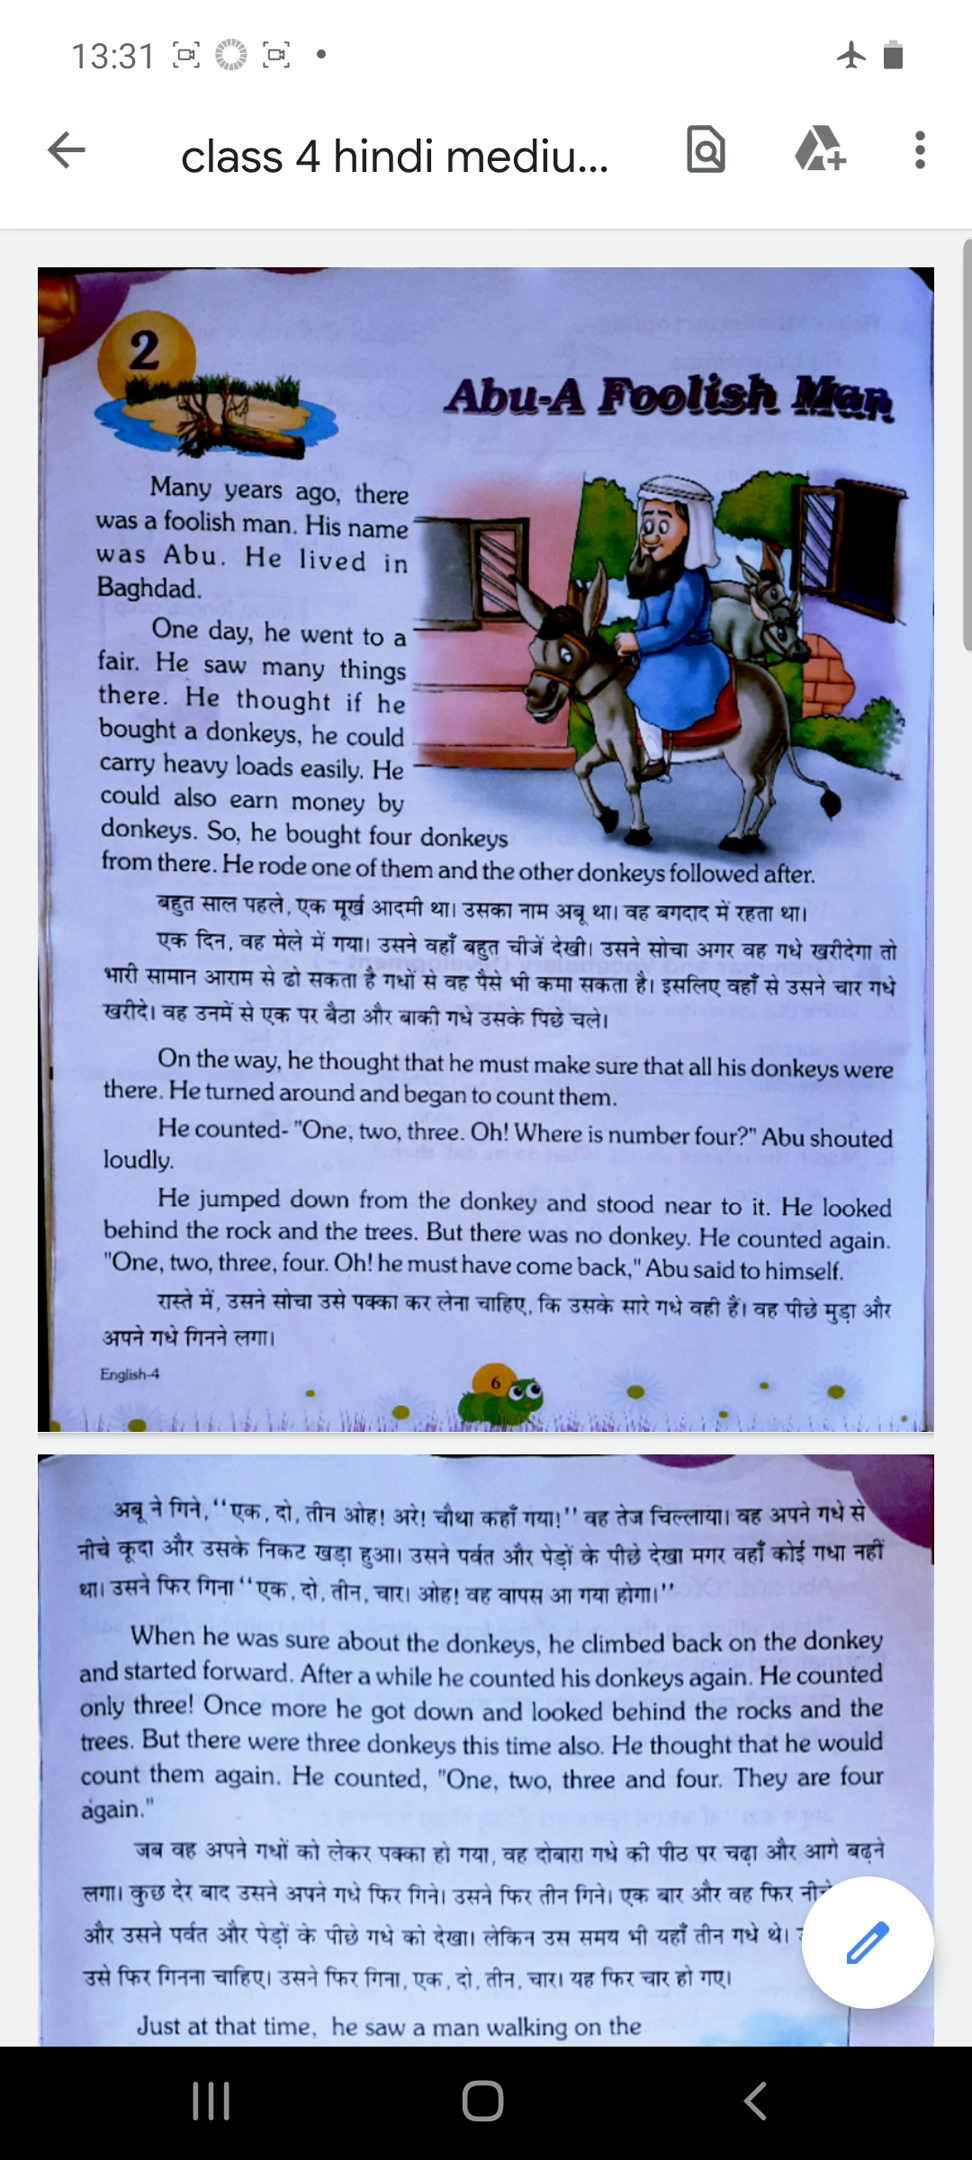 13:31
class 4 hindi mediu...
2
Abu-A Foolish Man
Many years ago, there
was a foolish man. His name
was Abu. He lived in
Baghdad.
One day, he went to a
fair. He saw many things
there. He thought if he
bought a donkeys, he could
carry heavy loads easily. He
could also earn money by
donkeys. So, he bought four donkeys
from there. He rode one of them and the other donkeys followed after.
बहुत साल पहले, एक मूर्ख आदमी था। उसका नाम अबू था। वह बगदाद में रहता था।
एक दिन, वह मेले में गया। उसने वहाँ बहुत चीजें देखी। उसने सोचा अगर वह गधे खरीदेगा तो
भारी सामान आराम से ढो सकता है गधों से वह पैसे भी कमा सकता है। इसलिए वहाँ से उसने चार गधे
खरीदे। वह उनमें से एक पर बैठा और बाकी गधे उसके पिछे चले।
On the way, he thought that he must make sure that all his donkeys were
there. He turned around and began to count them.
He counted- "One, two, three. Oh! Where is number four?" Abu shouted
loudly.
He jumped down from the donkey and stood near to it. He looked
behind the rock and the trees. But there was no donkey. He counted again.
"One, two, three, four. Oh! he must have come back," Abu said to himself.
रास्ते में, उसने सोचा उसे पक्का कर लेना चाहिए, कि उसके सारे गधे वही हैं। वह पीछे मुड़ा और
अपने गधे गिनने लगा।
English-4
6
अबू ने गिने, "एक, दो, तीन ओह! अरे! चौथा कहाँ गया!" वह तेज चिल्लाया। वह अपने गधे से
नीचे कूदा और उसके निकट खड़ा हुआ। उसने पर्वत और पेड़ों के पीछे देखा मगर वहाँ कोई गधा नहीं
था। उसने फिर गिना "एक, दो, तीन, चार। ओह! वह वापस आ गया होगा।"
When he was sure about the donkeys, he climbed back on the donkey
and started forward. After a while he counted his donkeys again. He counted
only three! Once more he got down and looked behind the rocks and the
trees. But there were three donkeys this time also. He thought that he would
count them again. He counted, "One, two, three and four. They are four
again."
जब वह अपने गधों को लेकर पक्का हो गया, वह दोबारा गधे की पीठ पर चढ़ा और आगे बढ़ने
लगा। कुछ देर बाद उसने अपने गधे फिर गिने। उसने फिर तीन गिने। एक बार और वह फिर
और उसने पर्वत और पेड़ों के पीछे गधे को देखा। लेकिन उस समय भी यहाँ तीन गधे थे।
उसे फिर गिनना चाहिए। उसने फिर गिना, एक, दो, तीन, चार। यह फिर चार हो गए।
Just at that time, he saw a man walking on the